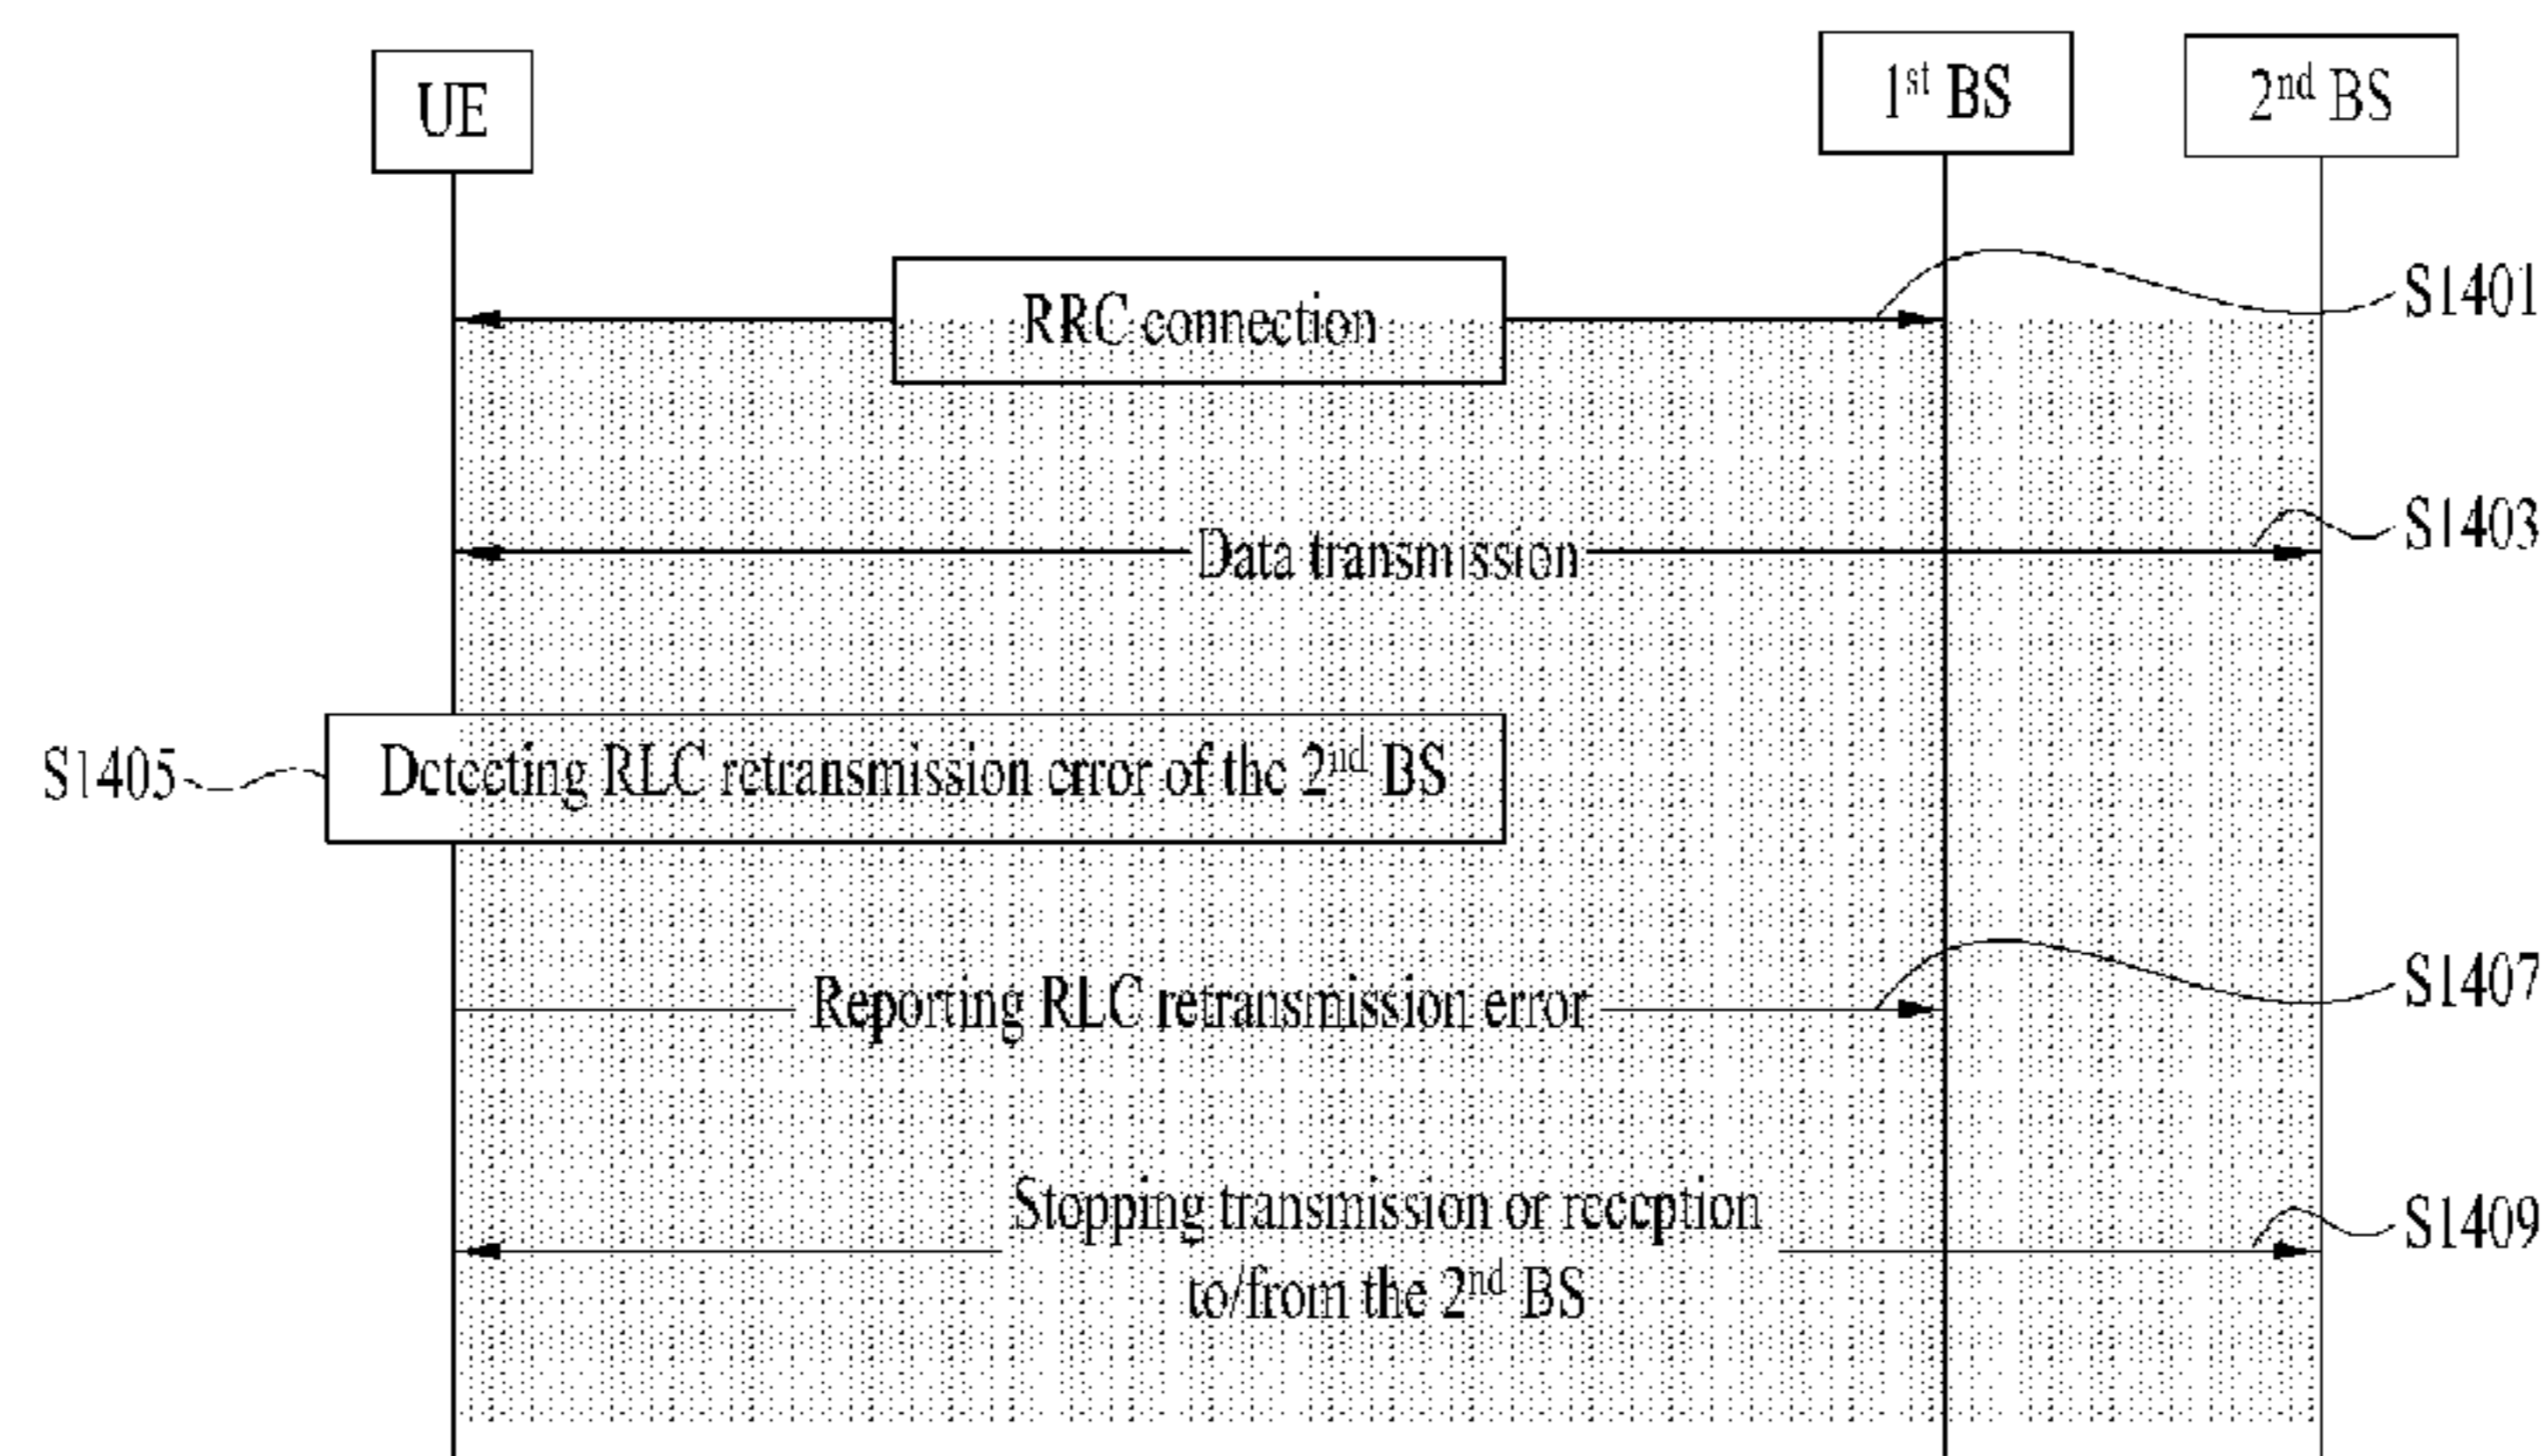 UE
1st BS
2nd BS
RRC connection
S1401
Data transmission
S1403
S1405
Detecting RLC retransmission error of the 2nd BS
Reporting RLC retransmission error
S1407
Stopping transmission or reception
to/from the 2nd BS
S1409